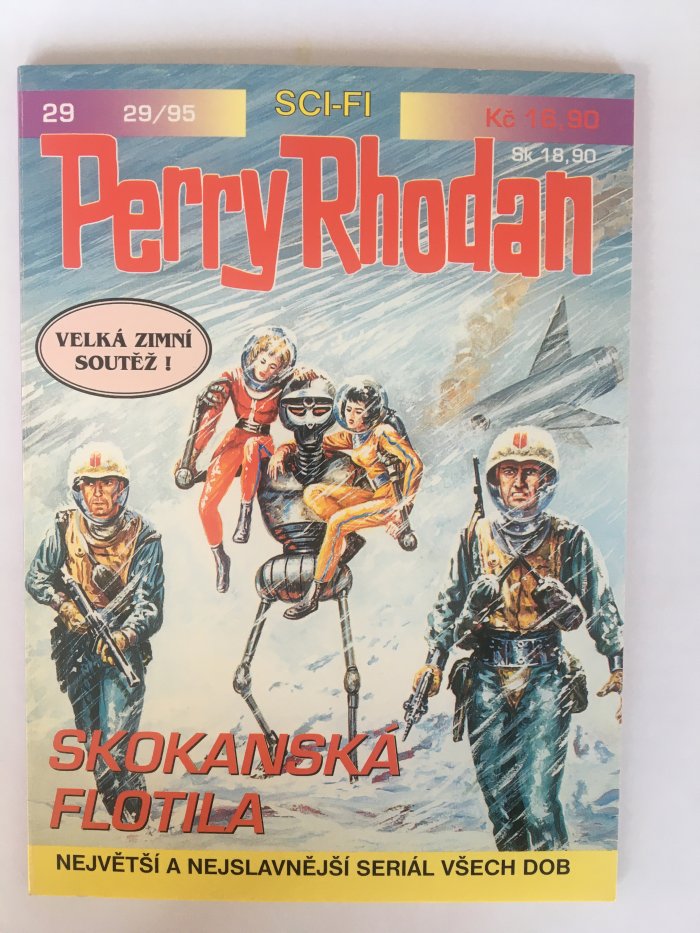 29 29/95 SCI-FI Kč 16,90
Sk 18,90
Perry Rhodan
VELKÁ ZIMNÍ
SOUTĚŽ !
SKOKANSKÁ
FLOTILA
NEJVĚTŠÍ A NEJSLAVNĚJŠÍ SERIÁL VŠECH DOB